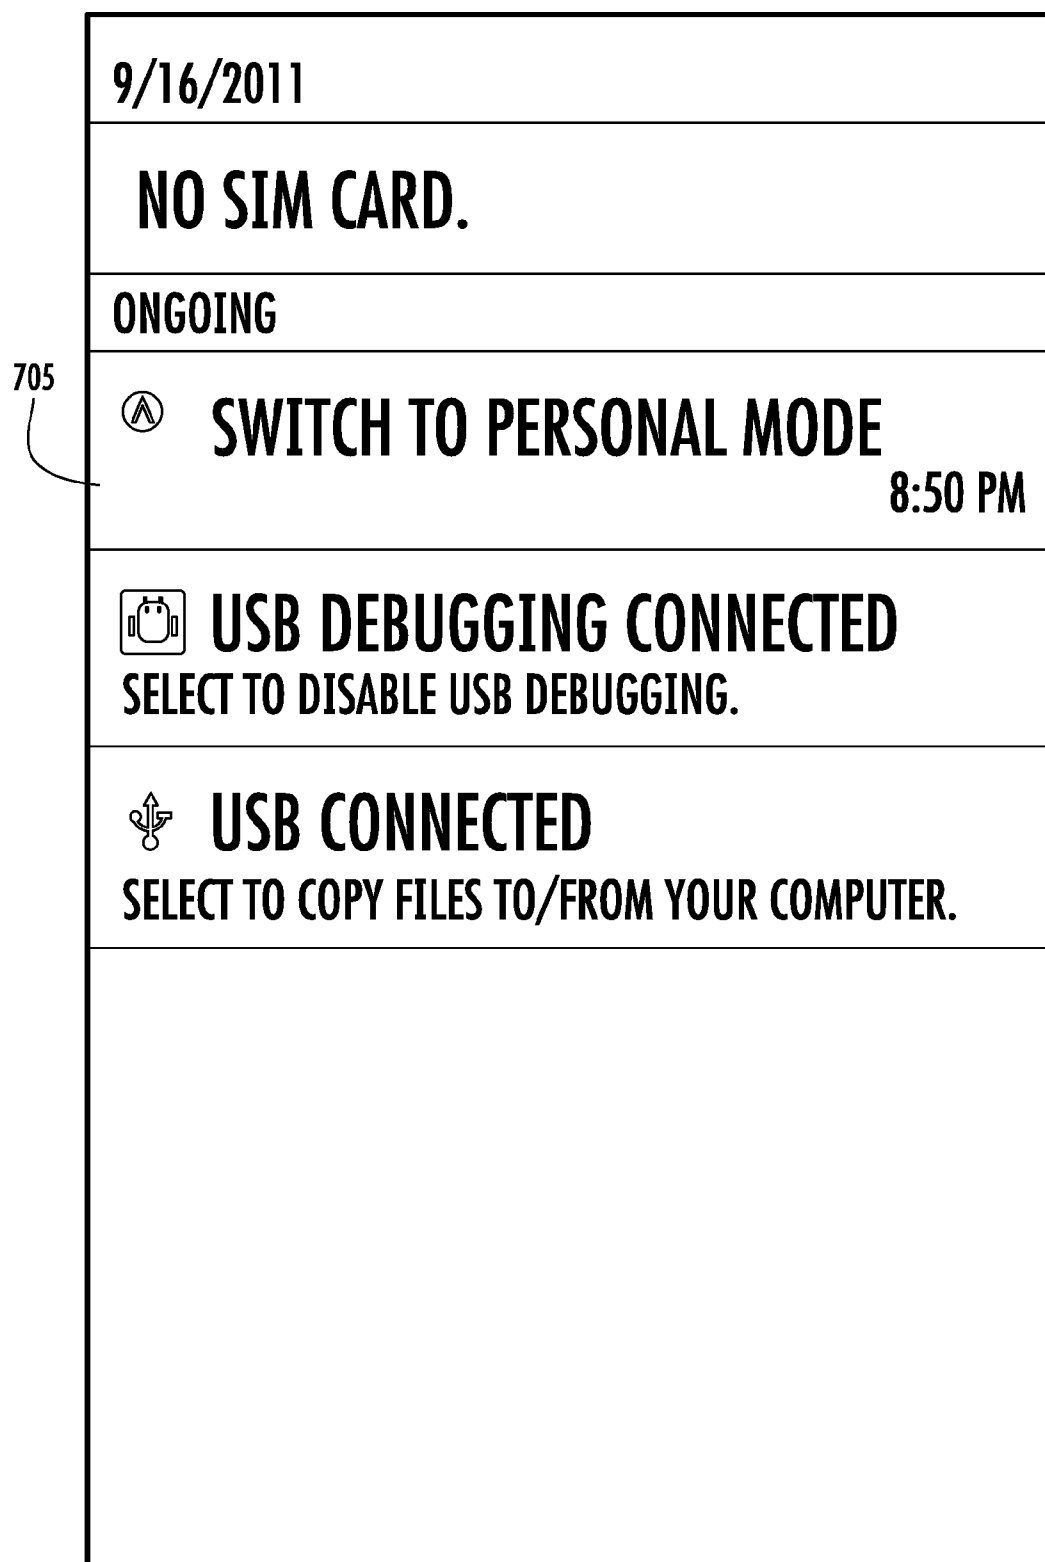 9/16/2011
NO SIM CARD.
ONGOING
705
SWITCH TO PERSONAL MODE
8:50 PM
USB DEBUGGING CONNECTED
SELECT TO DISABLE USB DEBUGGING.
USB CONNECTED
SELECT TO COPY FILES TO/FROM YOUR COMPUTER.